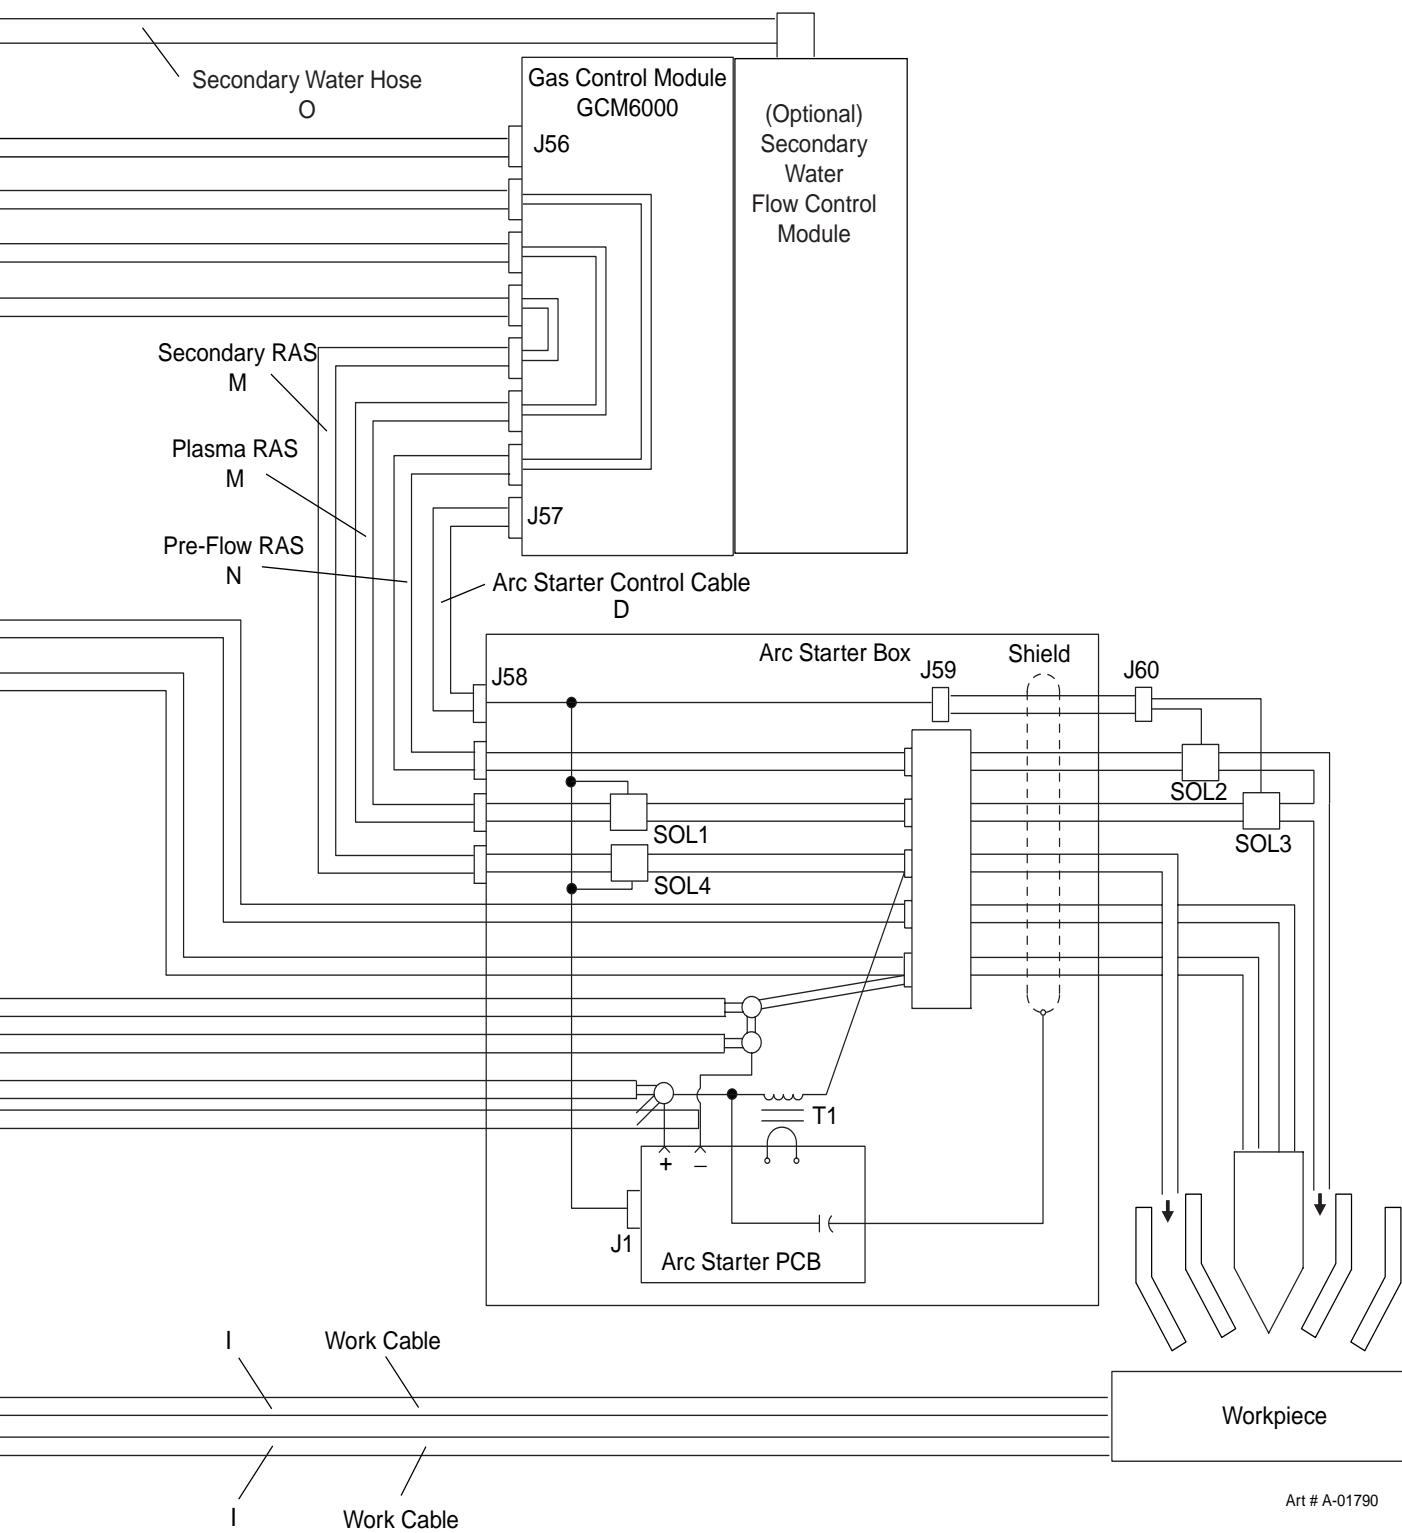 Secondary Water Hose
O
Gas Control Module
GCM6000
(Optional)
Secondary
Water
Flow Control
Module
J56
Secondary RAS
M
Plasma RAS
M
J57
Pre-Flow RAS
N
Arc Starter Control Cable
D
Arc Starter Box
Shield
J58
J59
J60
SOL2
SOL1
SOL3
SOL4
T1
+
–
J1
Arc Starter PCB
I
Work Cable
Workpiece
I
Work Cable
Art # A-01790